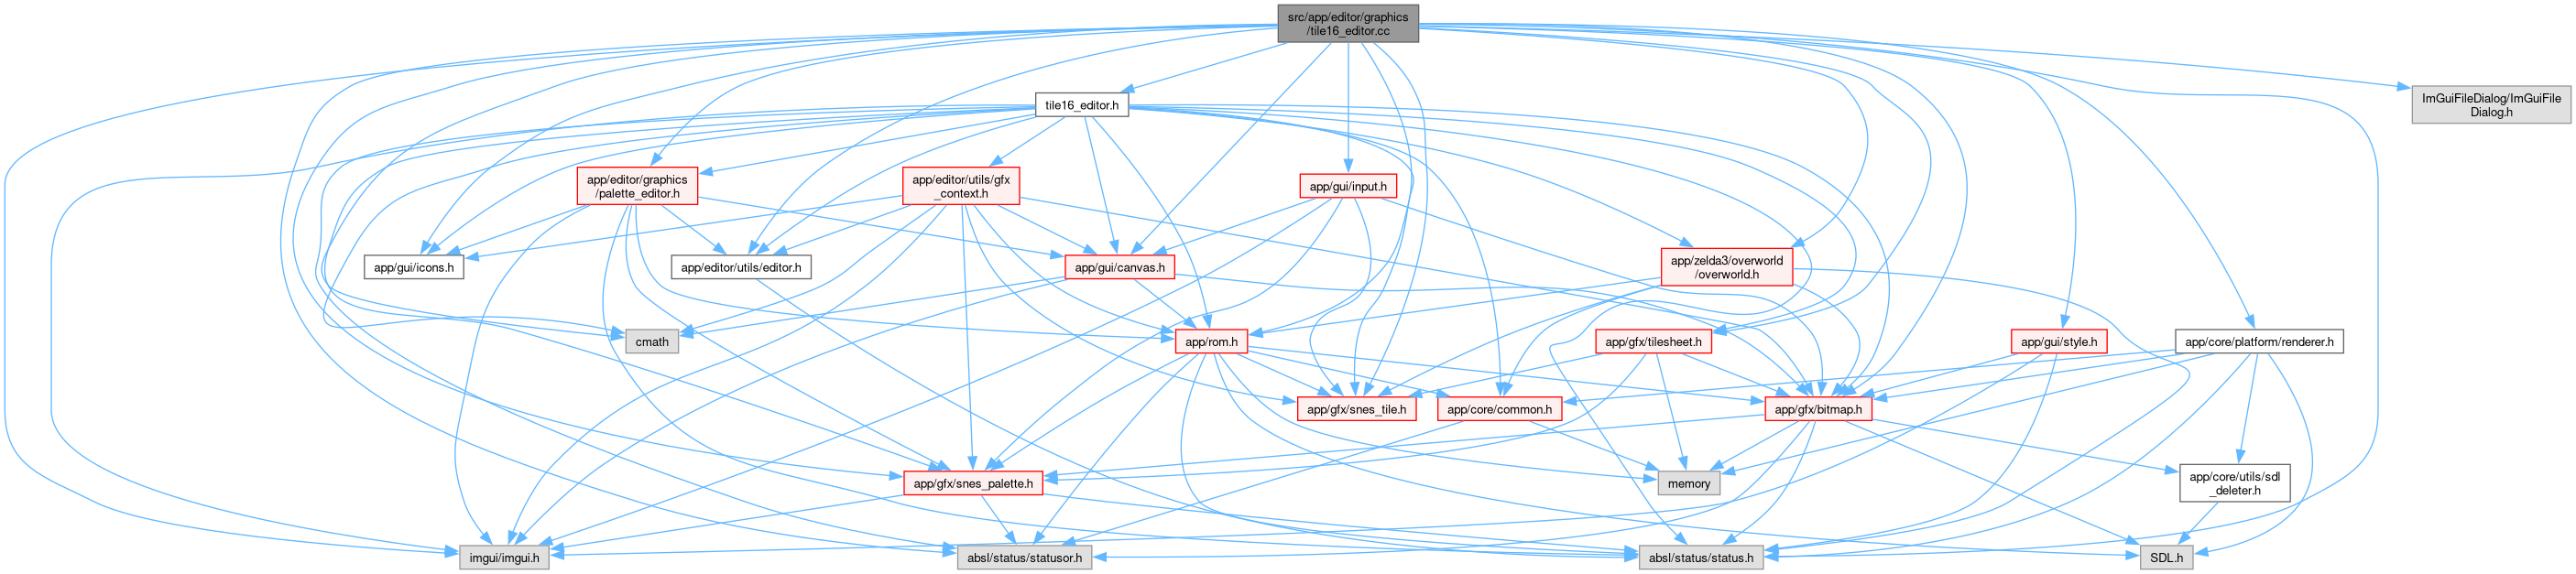 src/app/editor/graphics
/tile16_editor.cc
ImGuiFileDialog/ImGuiFile
Dialog.h
tile16_editor.h
app/editor/graphics
/palette_editor.h
app/editor/utils/gfx
_context.h
app/gui/input.h
app/gui/icons.h
app/editor/utils/editor.h
app/gui/canvas.h
app/zelda3/overworld
/overworld.h
cmath
app/rom.h
app/gfx/tilesheet.h
app/gui/style.h
app/core/platform/renderer.h
app/gfx/snes_tile.h
app/core/common.h
app/gfx/bitmap.h
app/gfx/snes_palette.h
memory
app/core/utils/sdl
_deleter.h
imgui/imgui.h
absl/status/statusor.h
absl/status/status.h
SDL.h